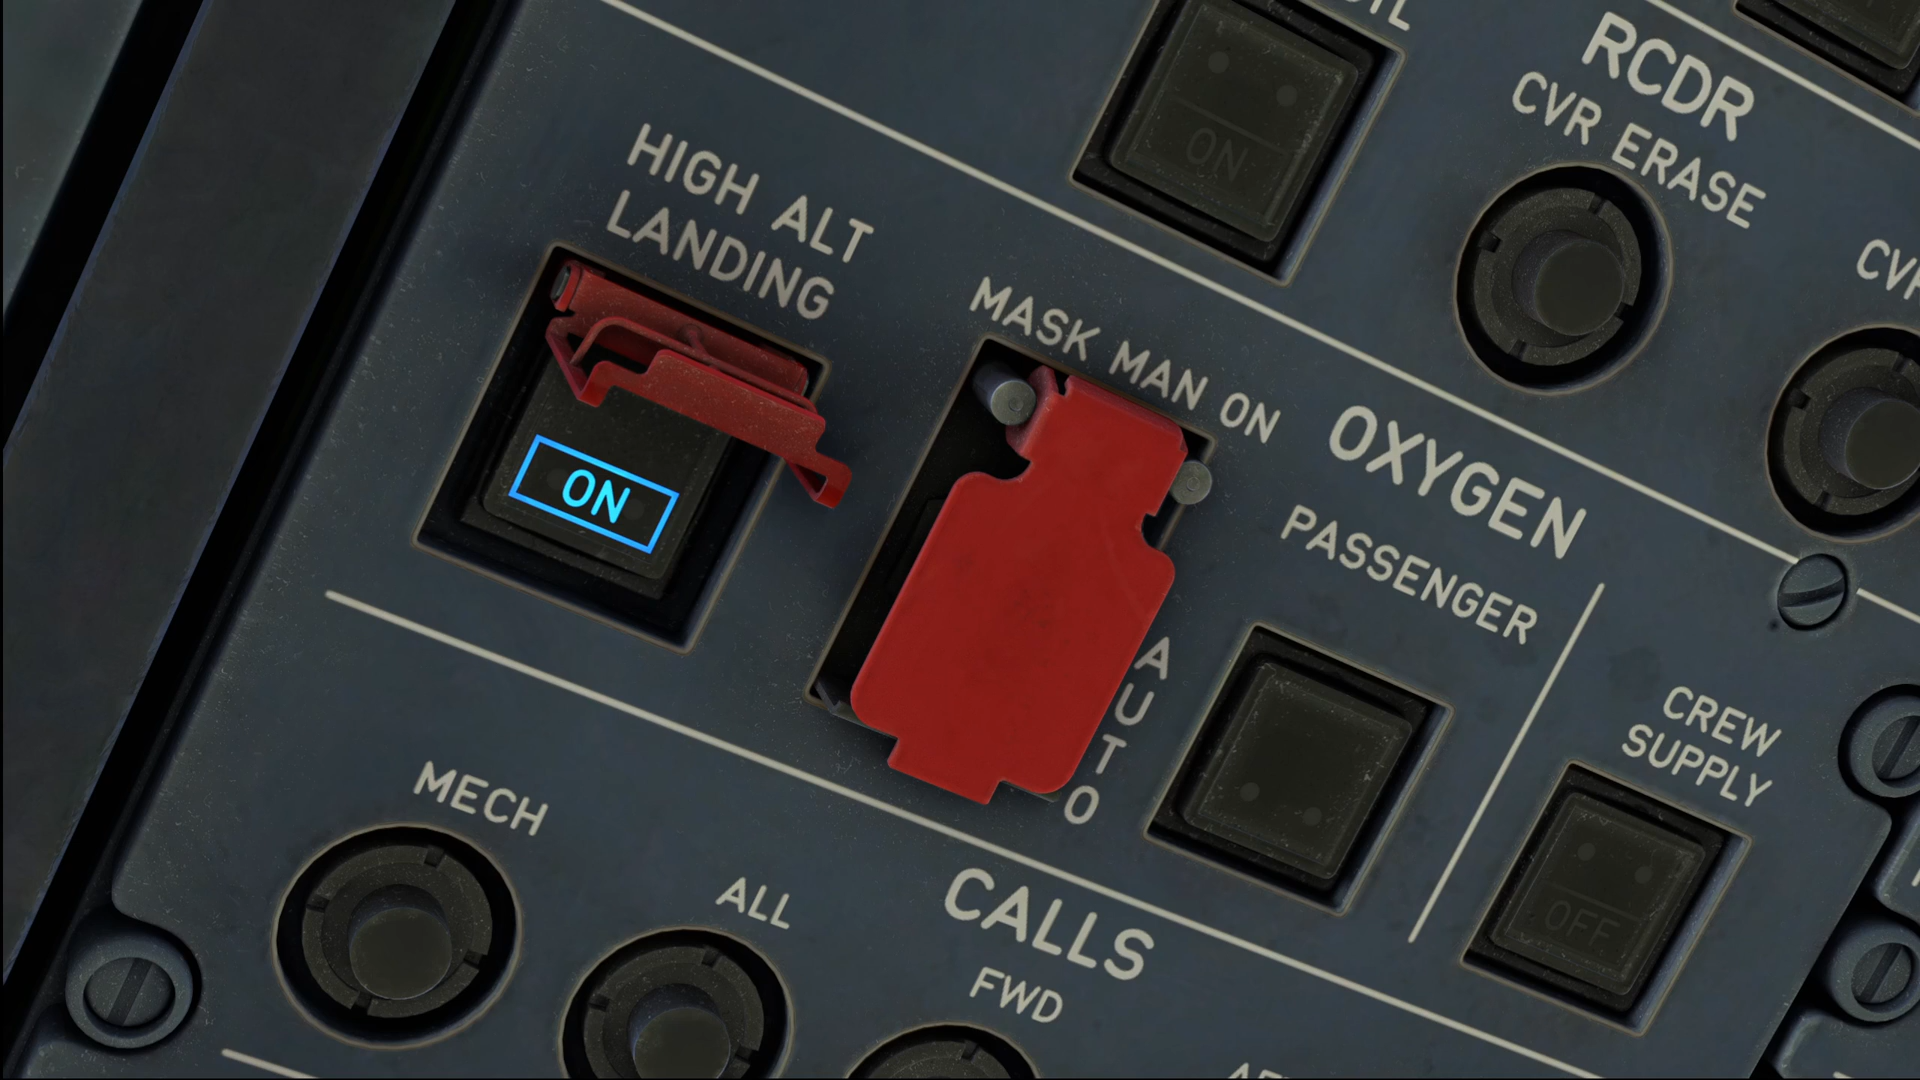 RCDR
CVR ERASE
ON
HIGH ALT
LANDING
ON
MASK MAN ON
OXYGEN
PASSENGER
AUTO
CREW
SUPPLY
OFF
MECH
ALL
CALLS
FWD